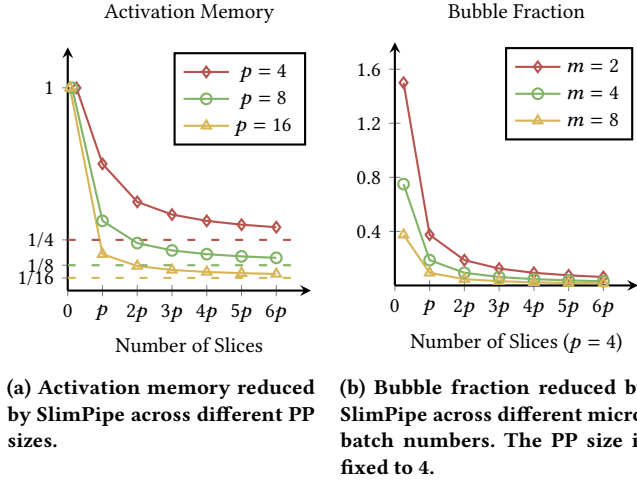 Activation Memory
1
1/4
1/8
1/16
p = 4
p = 8
p = 16
0 p 2p 3p 4p 5p 6p
Number of Slices
Bubble Fraction
1.6
1.2
0.8
0.4
m = 2
m = 4
m = 8
0 p 2p 3p 4p 5p 6p
Number of Slices (p = 4)
(a) Activation memory reduced
by SlimPipe across different PP
sizes.
(b) Bubble fraction reduced by
SlimPipe across different micro
batch numbers. The PP size i
fixed to 4.